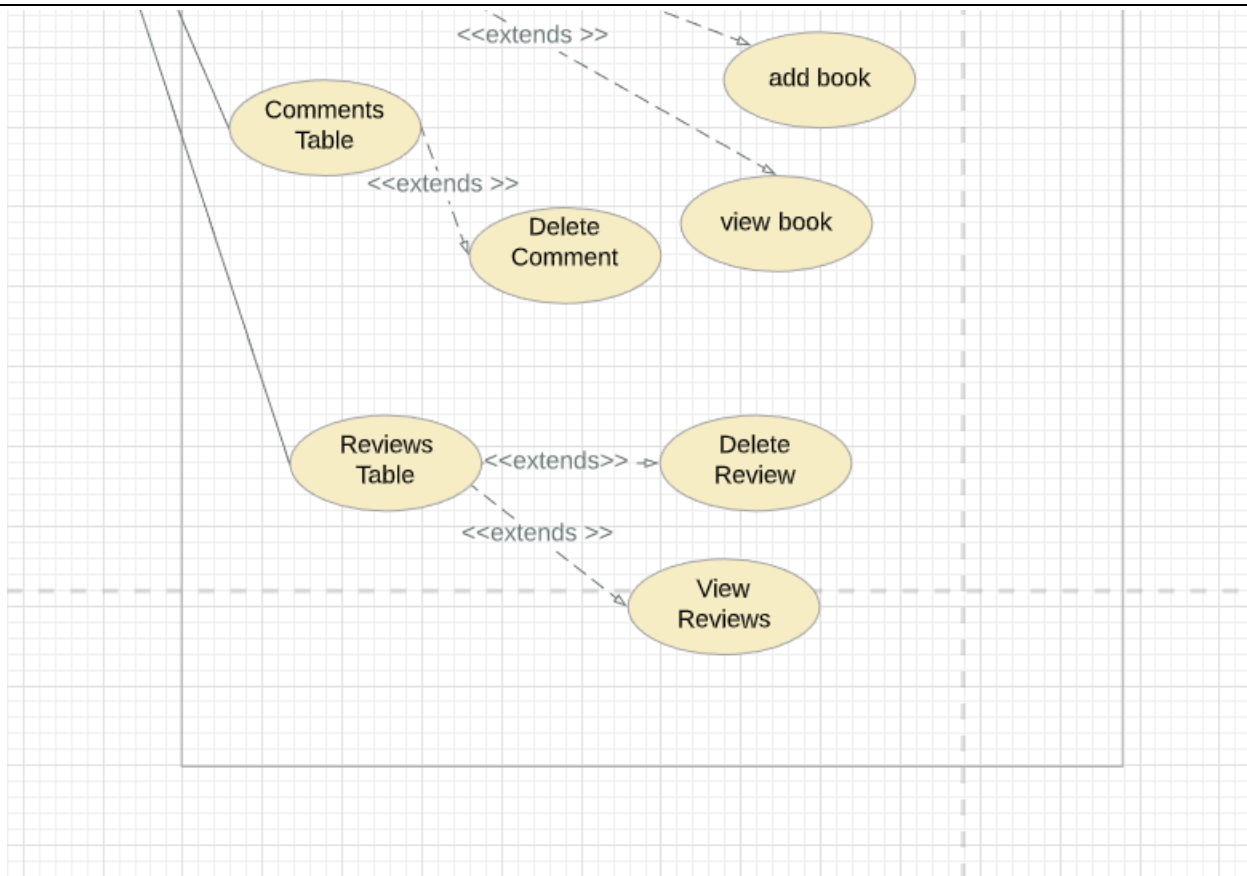 <<extends >>
add book
Comments
Table
<<extends >>
view book
Delete
Comment
Reviews
Table
<<extends>>
Delete
Review
<<extends >>
View
Reviews